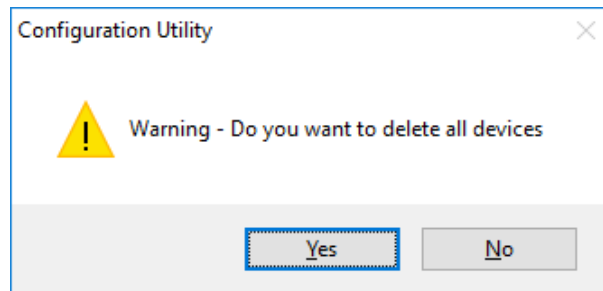 Configuration Utility
Warning - Do you want to delete all devices
Yes
No